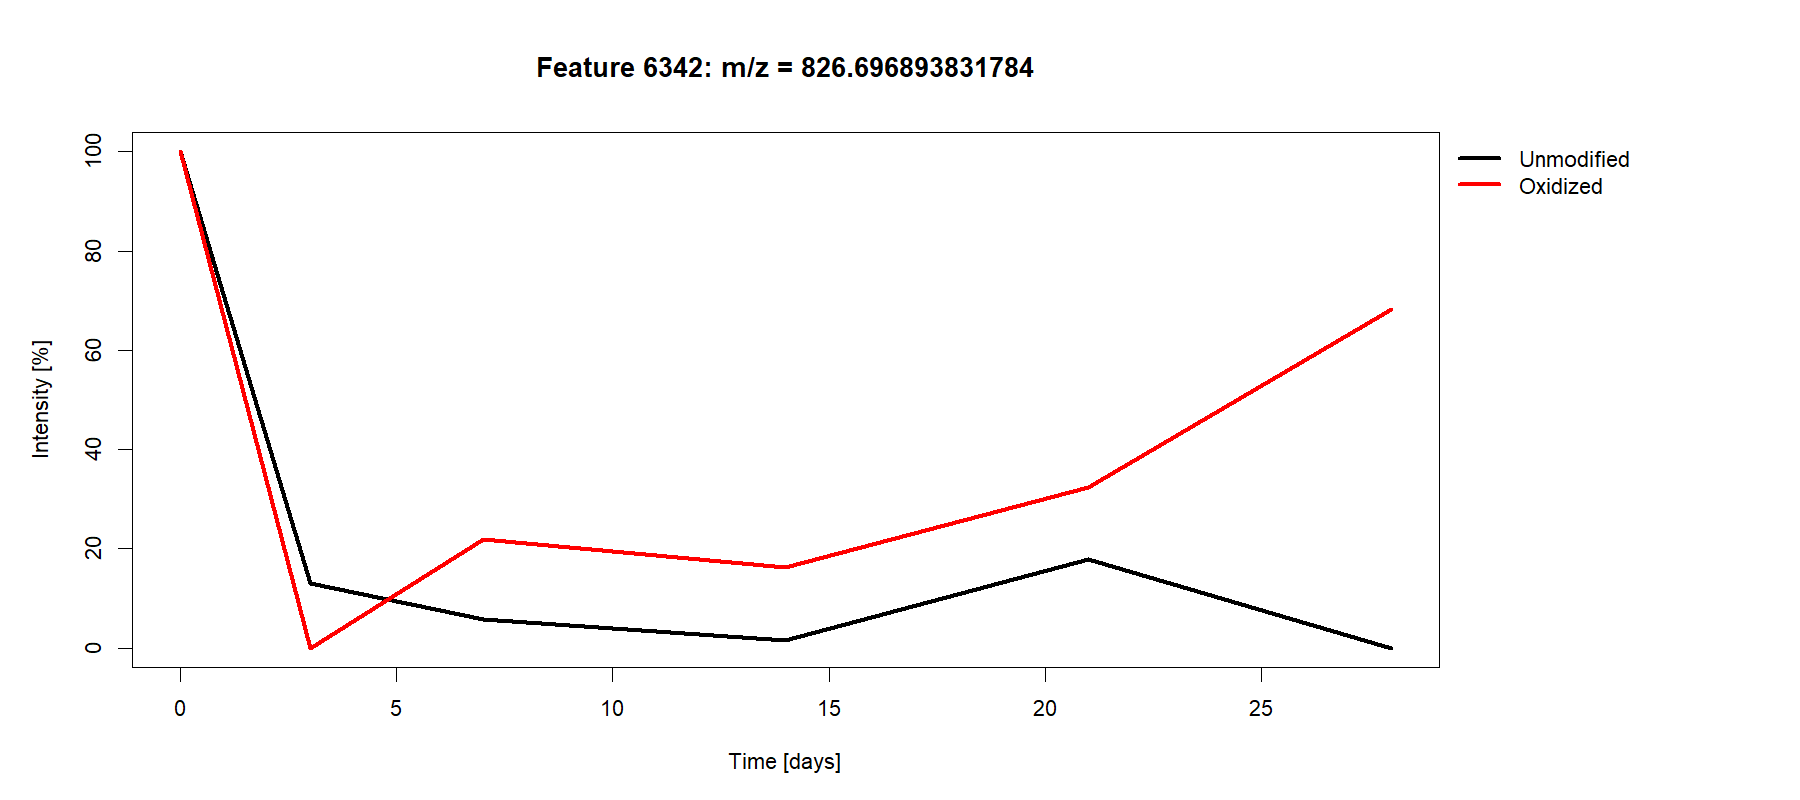 Feature 6342: m/z = 826.696893831784
Unmodified
Oxidized
Intensity [%]
100
80
60
40
20
0
0 5 10 15 20 25
Time [days]